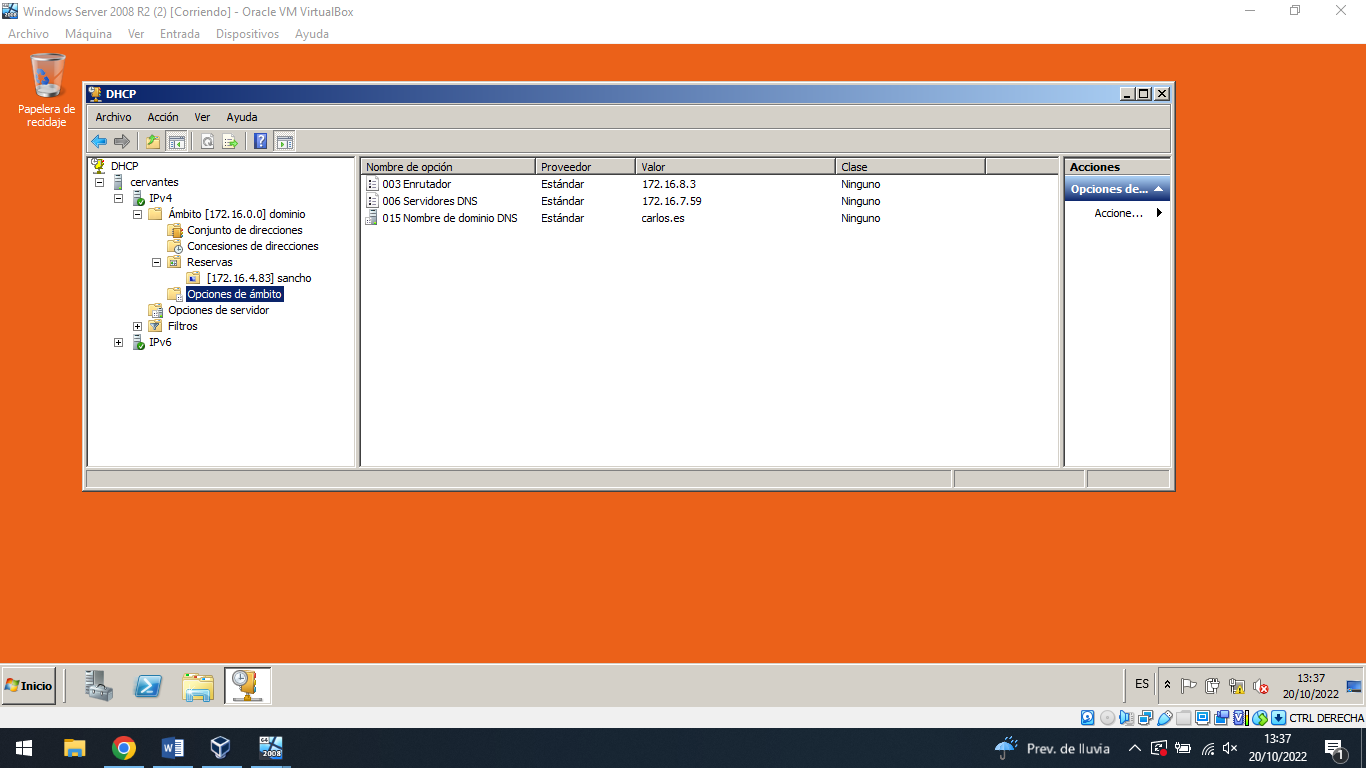 Windows Server 2008 R2 (2) [Corriendo] - Oracle VM VirtualBox
Archivo Máquina Ver Entrada Dispositivos Ayuda
Papelera de
reciclaje
DHCP
Archivo Acción Ver Ayuda
DHCP
cervantes
IPv4
Ámbito [172.16.0.0] dominio
Conjunto de direcciones
Concesiones de direcciones
Reservas
[172.16.4.83] sancho
Opciones de ámbito
Opciones de servidor
Filtros
IPv6
Nombre de opción Proveedor Valor Clase
003 Enrutador Estándar 172.16.8.3 Ninguno
006 Servidores DNS Estándar 172.16.7.59 Ninguno
015 Nombre de dominio DNS Estándar carlos.es Ninguno
Acciones
Opciones de...
Accione...
Inicio
ES
13:37
20/10/2022
CTRL DERECHA
2008
Prev. de lluvia
13:37
20/10/2022
1